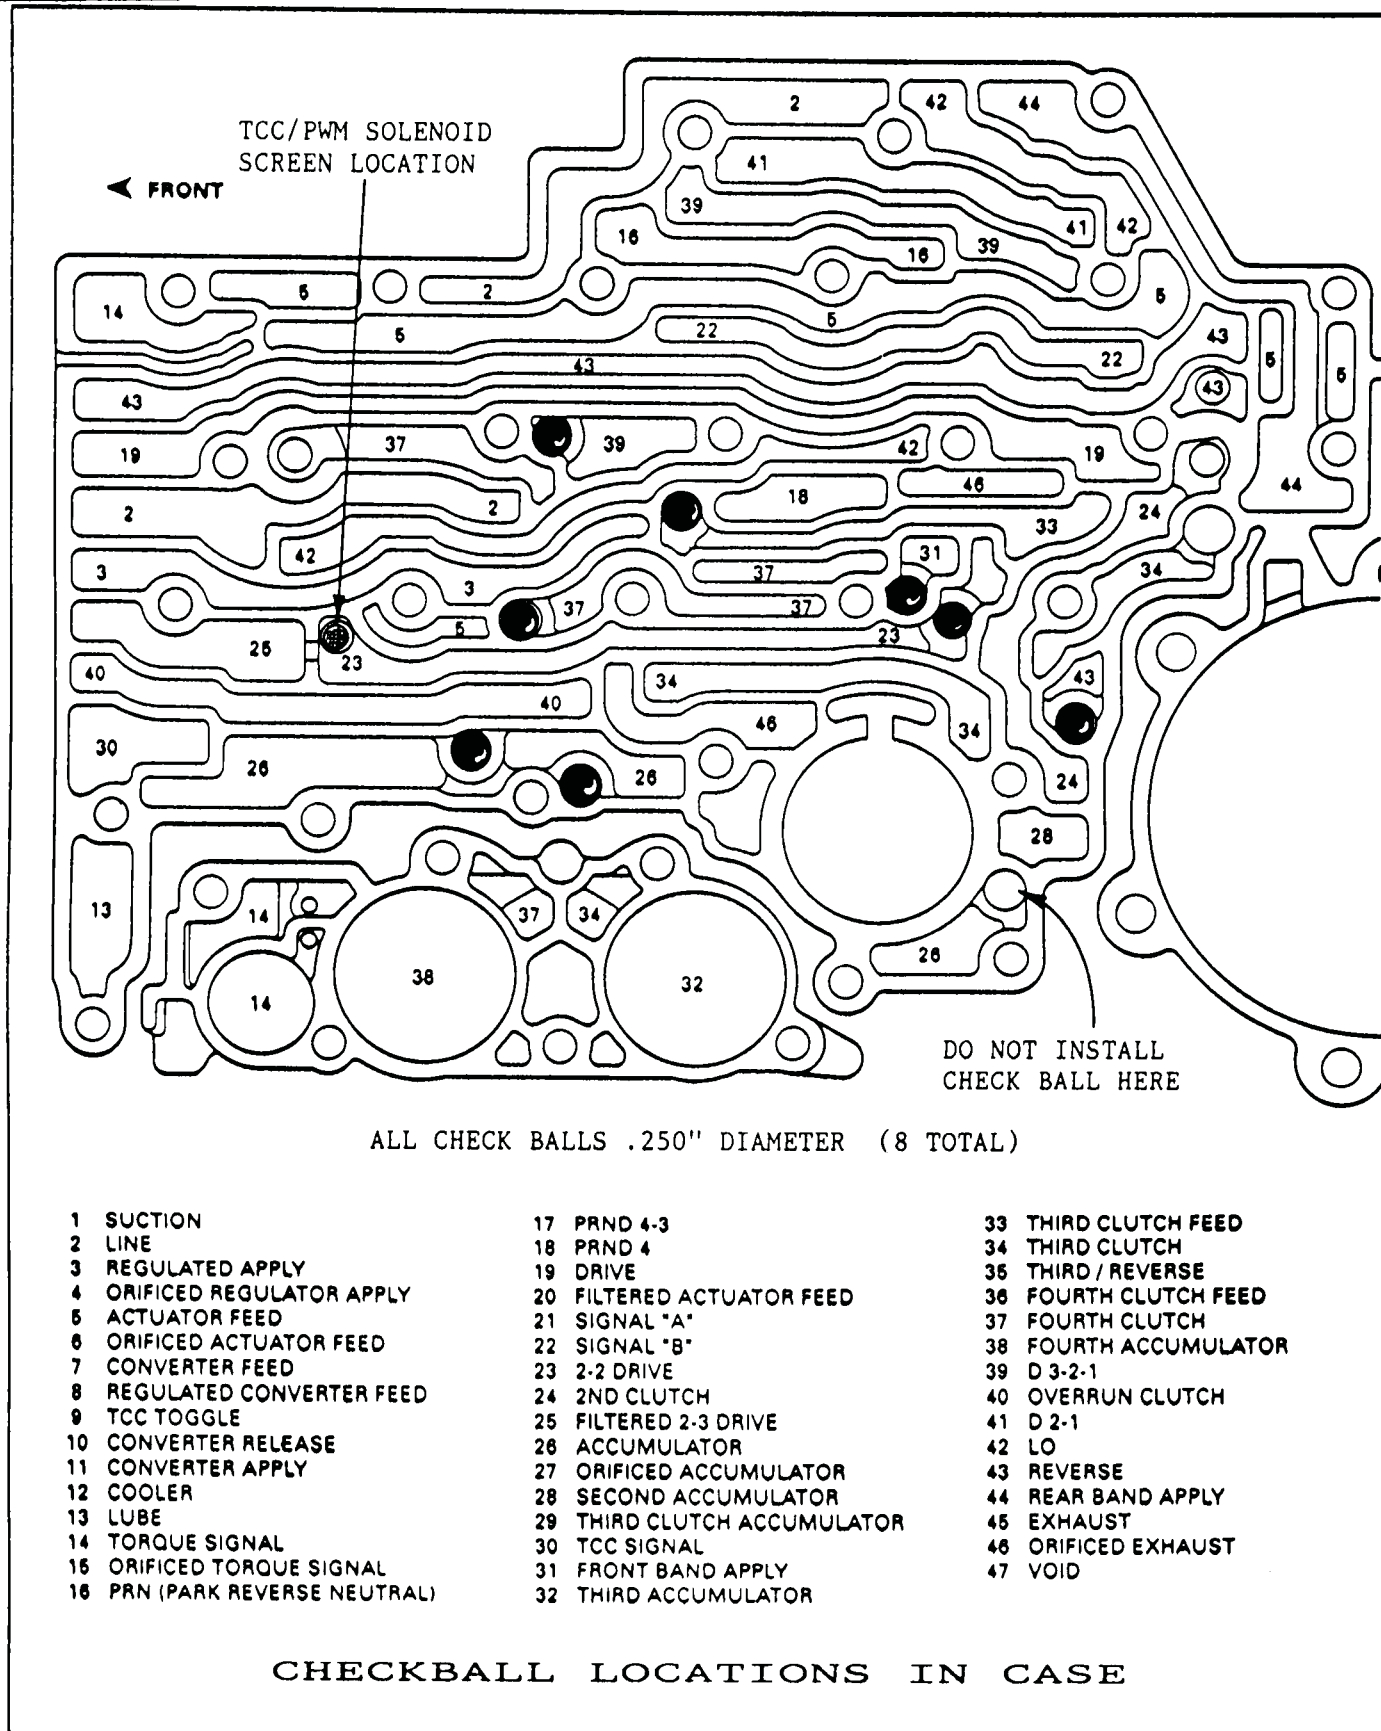 2 42 44
TCC/PWM SOLENOID
SCREEN LOCATION
41
FRONT
39 41 42
16 16 39
14 5 2 5
5 22 5 43
43 22 5 5
43 43
37 39 42 19
19
2 2 18 46 44
42 33 24
3 3 37 31 34
37 37
5 23
25 23
40 34 43
40 46 34
30 26 26 24
28
13 14 37 34
26
14 38 32
DO NOT INSTALL
CHECK BALL HERE
ALL CHECK BALLS .250" DIAMETER (8 TOTAL)
1 SUCTION
2 LINE
3 REGULATED APPLY
4 ORIFICED REGULATOR APPLY
5 ACTUATOR FEED
6 ORIFICED ACTUATOR FEED
7 CONVERTER FEED
8 REGULATED CONVERTER FEED
9 TCC TOGGLE
10 CONVERTER RELEASE
11 CONVERTER APPLY
12 COOLER
13 LUBE
14 TORQUE SIGNAL
15 ORIFICED TORQUE SIGNAL
16 PRN (PARK REVERSE NEUTRAL)
17 PRND 4-3
18 PRND 4
19 DRIVE
20 FILTERED ACTUATOR FEED
21 SIGNAL "A"
22 SIGNAL "B"
23 2-2 DRIVE
24 2ND CLUTCH
25 FILTERED 2-3 DRIVE
26 ACCUMULATOR
27 ORIFICED ACCUMULATOR
28 SECOND ACCUMULATOR
29 THIRD CLUTCH ACCUMULATOR
30 TCC SIGNAL
31 FRONT BAND APPLY
32 THIRD ACCUMULATOR
33 THIRD CLUTCH FEED
34 THIRD CLUTCH
35 THIRD / REVERSE
36 FOURTH CLUTCH FEED
37 FOURTH CLUTCH
38 FOURTH ACCUMULATOR
39 D 3-2-1
40 OVERRUN CLUTCH
41 D 2-1
42 LO
43 REVERSE
44 REAR BAND APPLY
45 EXHAUST
46 ORIFICED EXHAUST
47 VOID
CHECKBALL LOCATIONS IN CASE